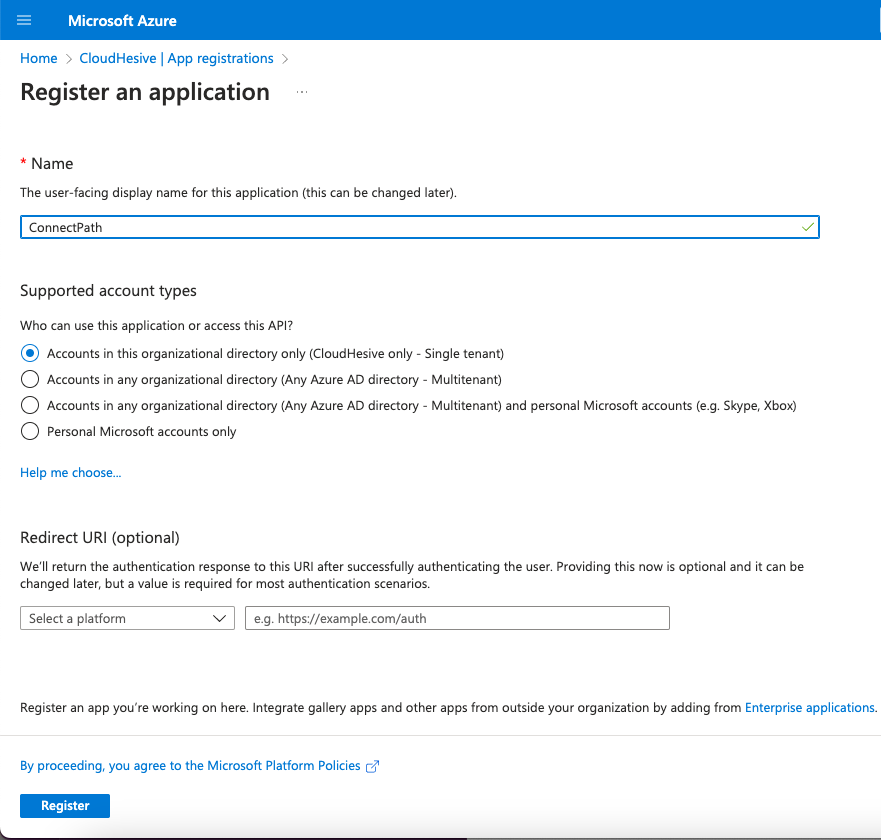 Microsoft Azure
Home > CloudHesive | App registrations >
Register an application ...
* Name
The user-facing display name for this application (this can be changed later).
ConnectPath
Supported account types
Who can use this application or access this API?
Accounts in this organizational directory only (CloudHesive only - Single tenant)
Accounts in any organizational directory (Any Azure AD directory - Multitenant)
Accounts in any organizational directory (Any Azure AD directory - Multitenant) and personal Microsoft accounts (e.g. Skype, Xbox)
Personal Microsoft accounts only
Help me choose...
Redirect URI (optional)
We'll return the authentication response to this URI after successfully authenticating the user. Providing this now is optional and it can be
changed later, but a value is required for most authentication scenarios.
Select a platform e.g. https://example.com/auth
Register an app you're working on here. Integrate gallery apps and other apps from outside your organization by adding from Enterprise applications.
By proceeding, you agree to the Microsoft Platform Policies
Register